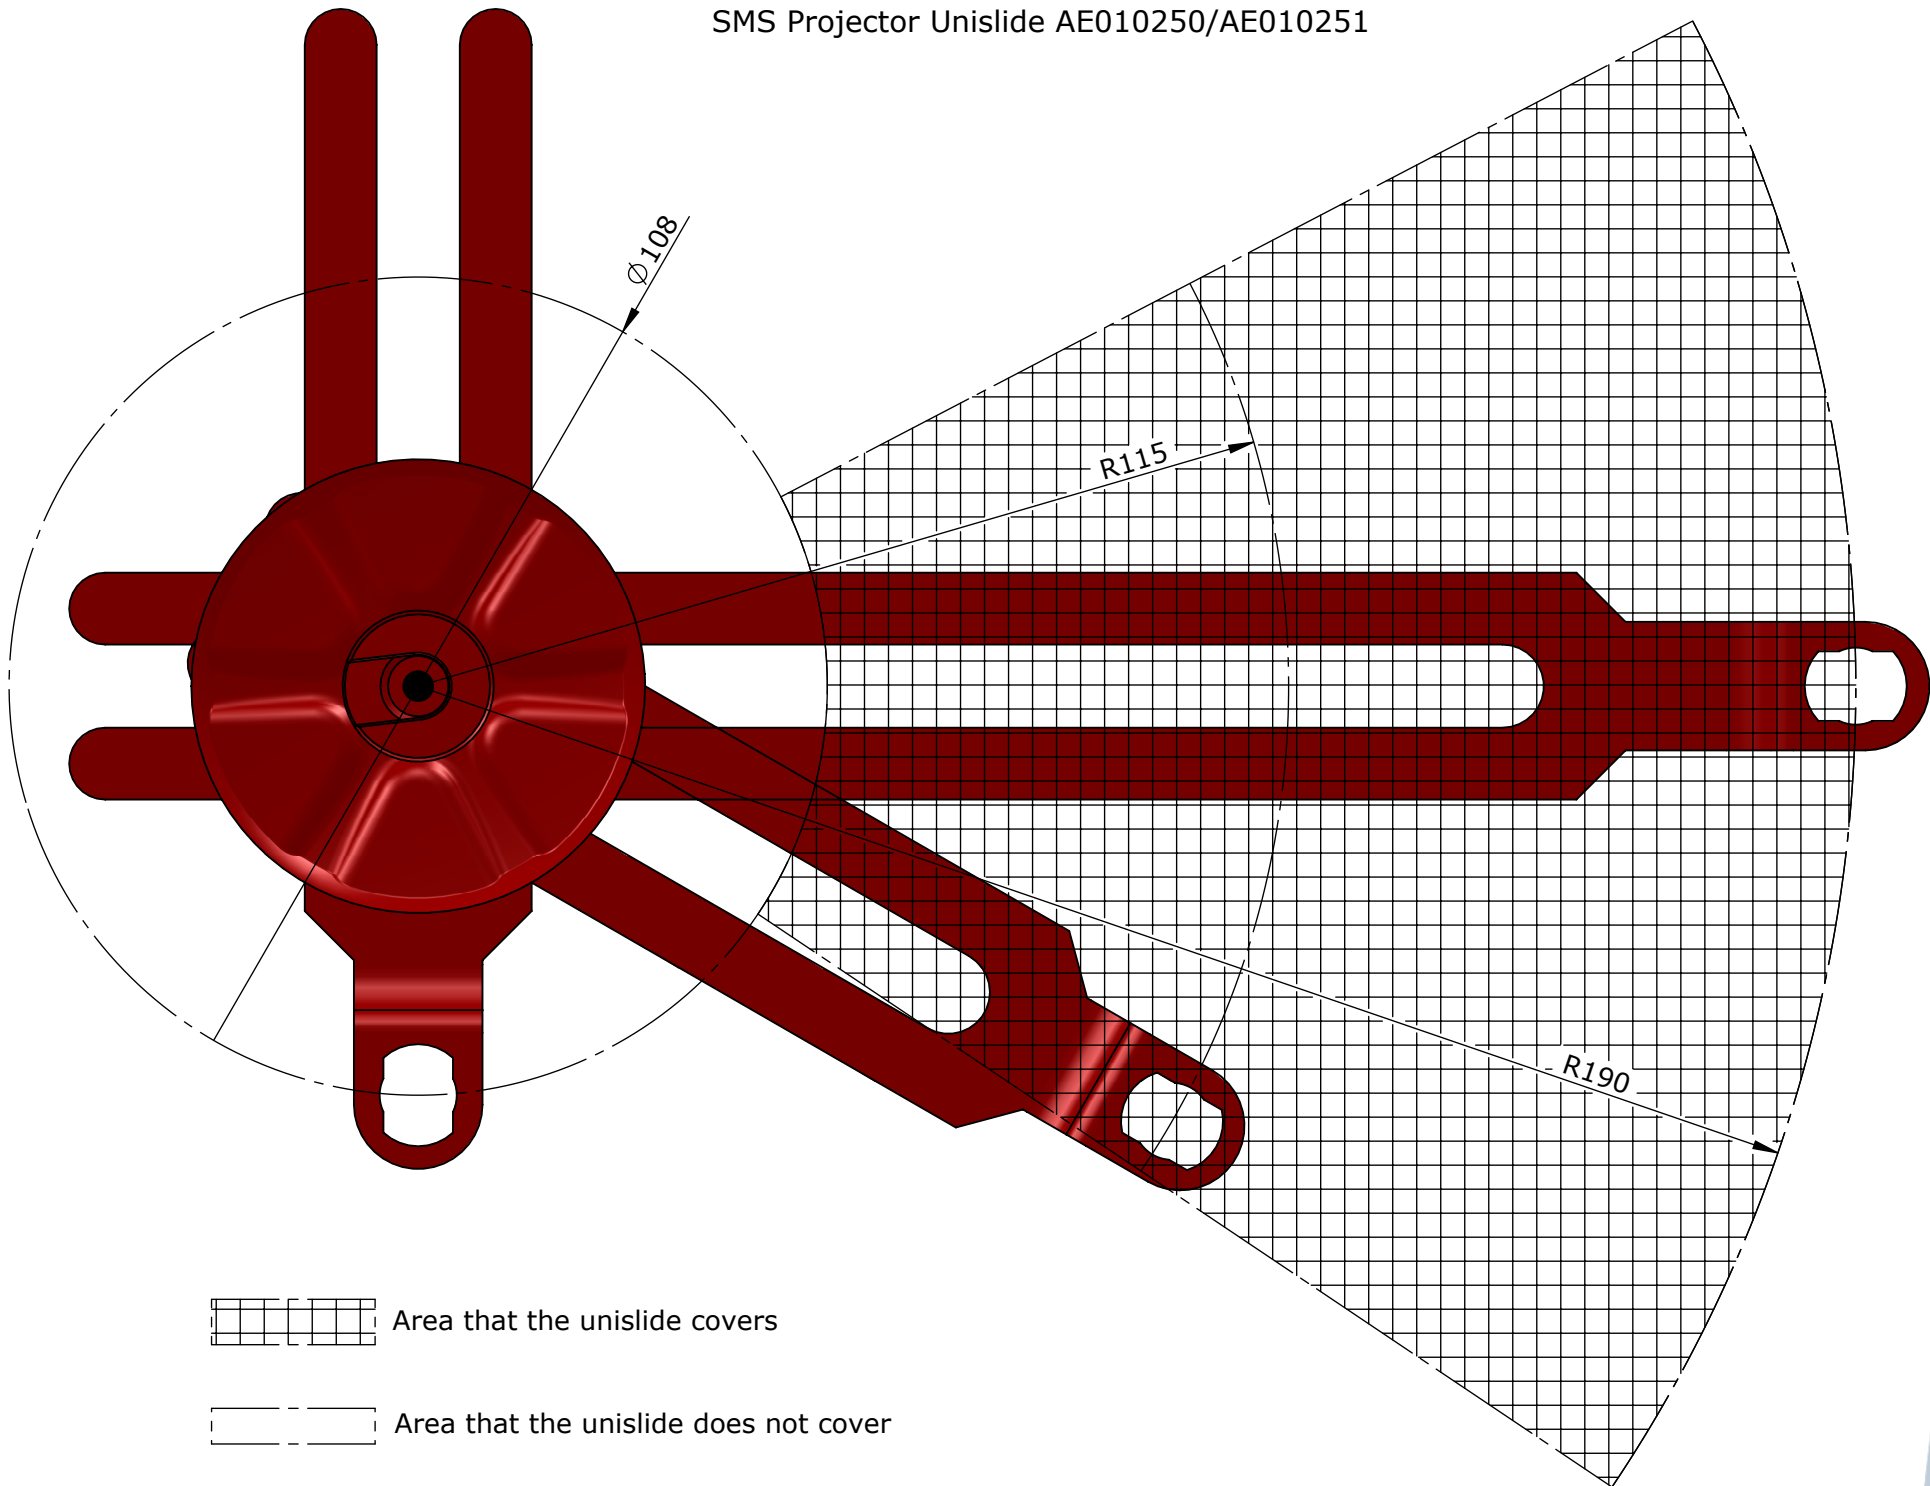 SMS Projector Unislide AE010250/AE010251
Ø108
R115
R190
Area that the unislide covers
Area that the unislide does not cover